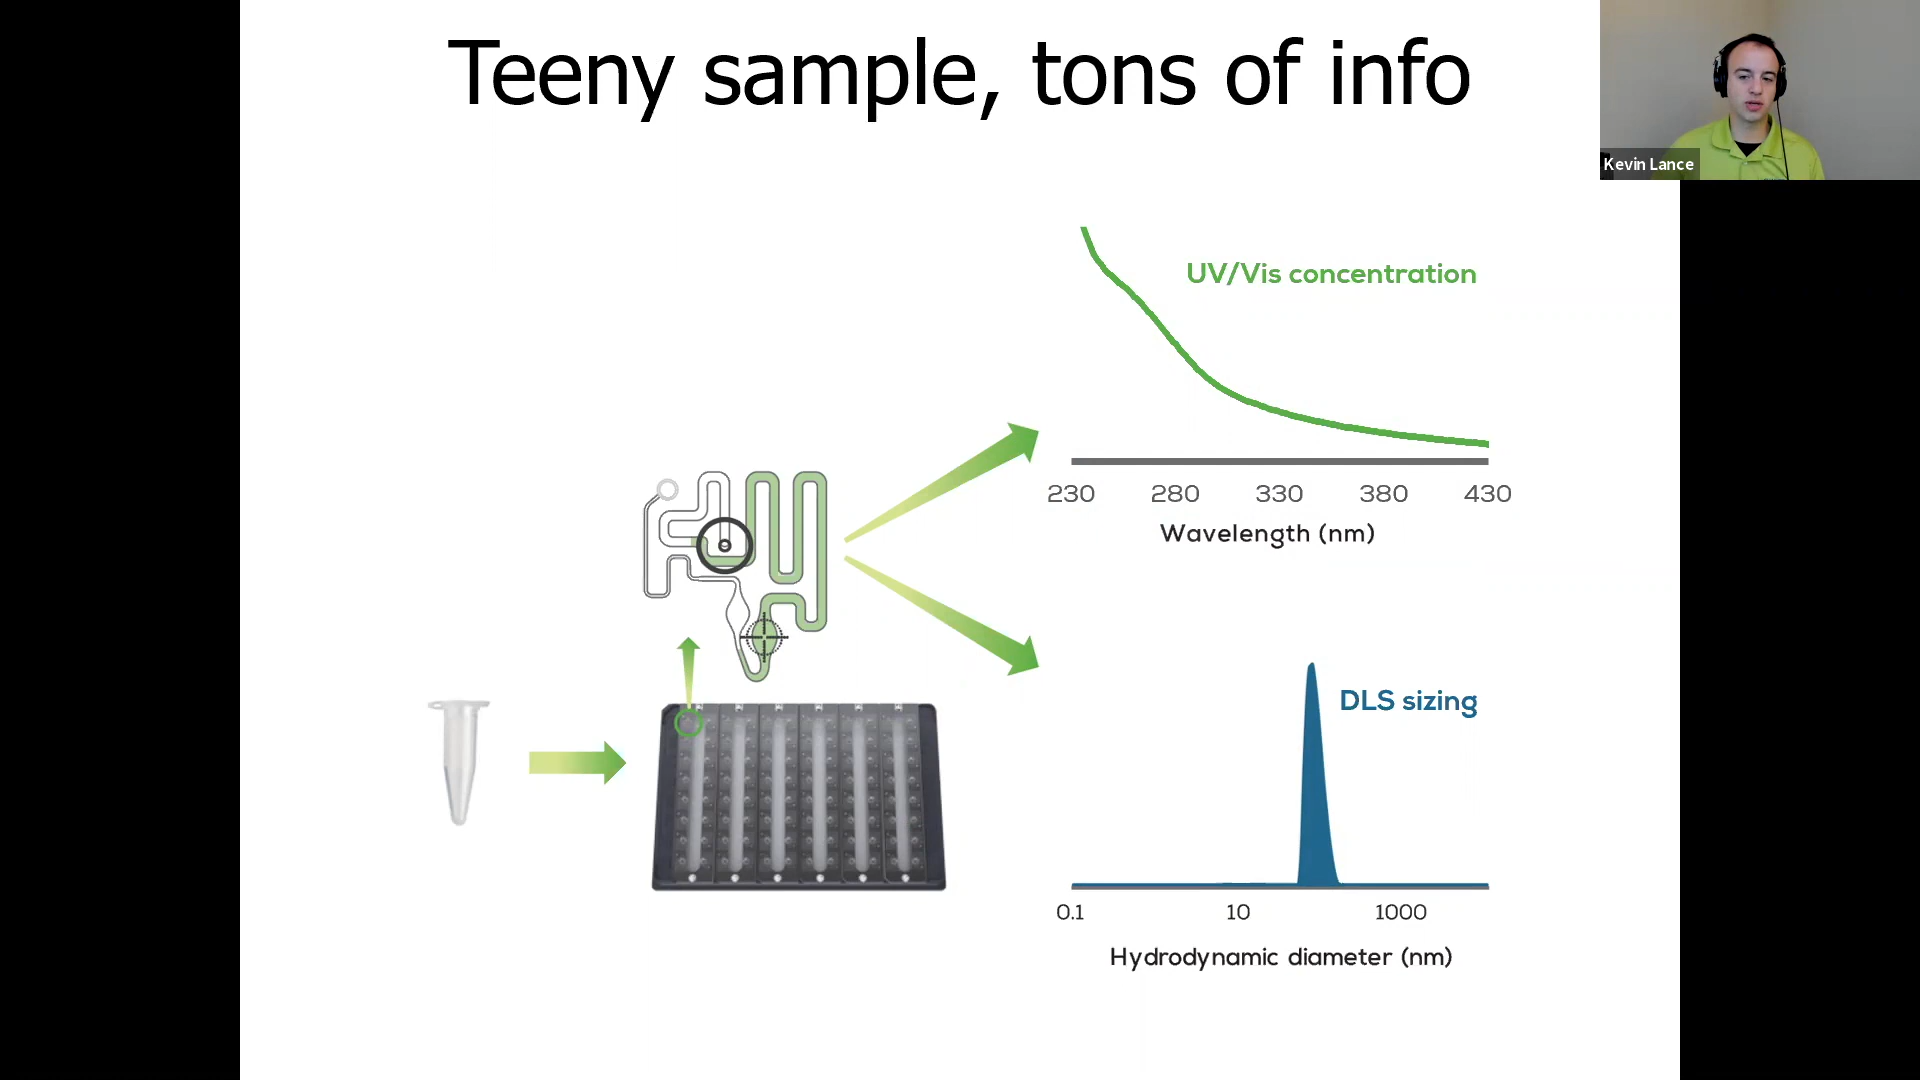 Teeny sample, tons of info
Kevin Lance
UV/Vis concentration
230 280 330 380 430
Wavelength (nm)
DLS sizing
0.1 10 1000
Hydrodynamic diameter (nm)